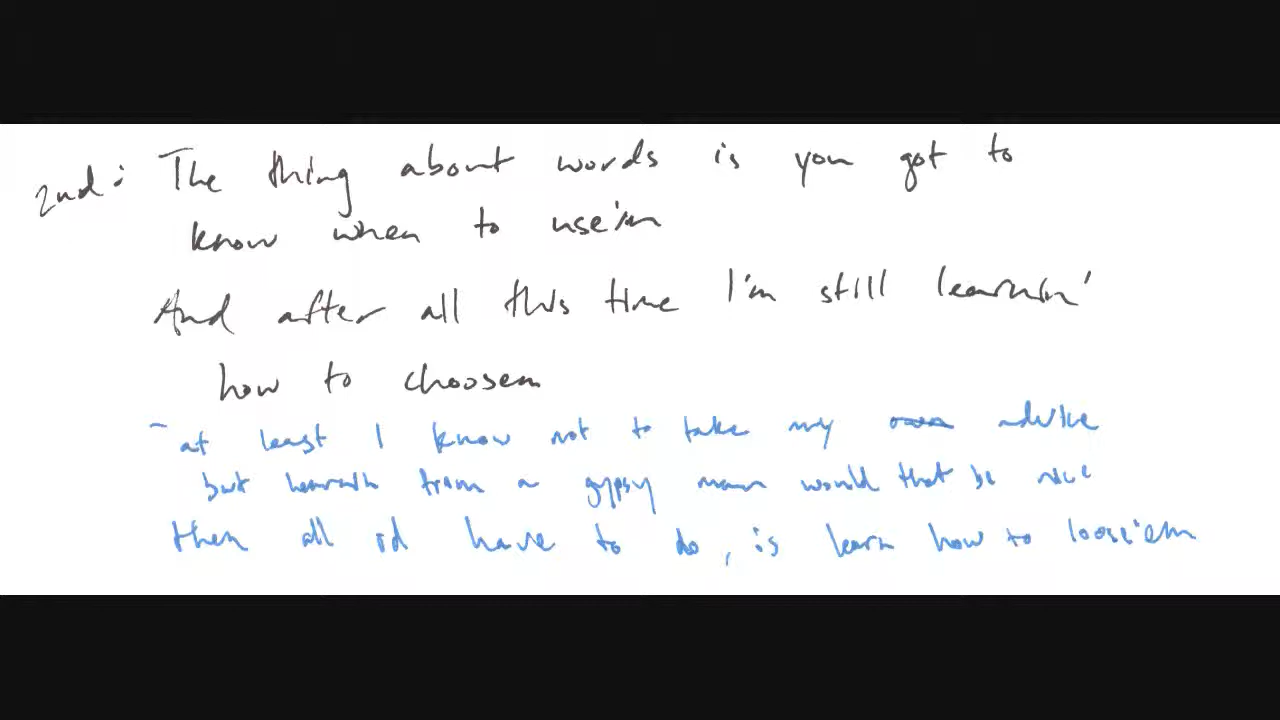 2nd: The thing about words is you got to
know when to use'm
And after all this time I'm still learnin'
how to choosem
at least I know not to take my advice
but from a gypsy man would that be nice
then all id have to do, is learn how to loose'em